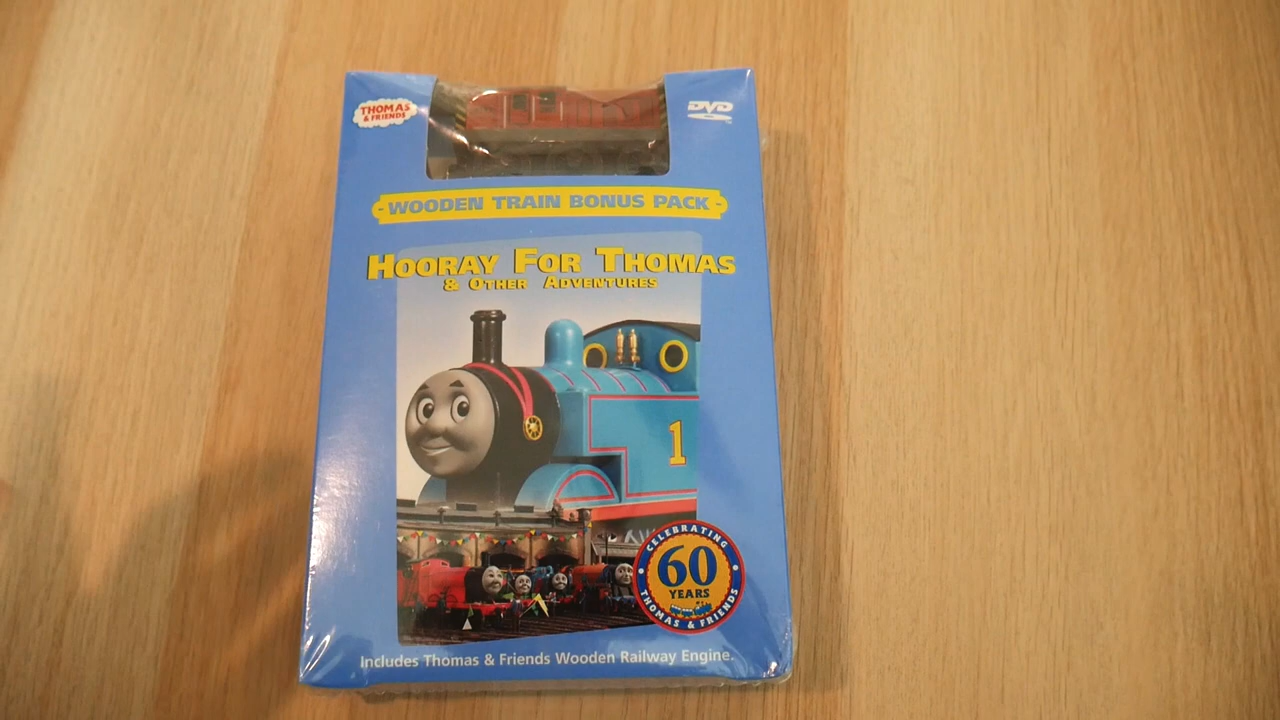 THOMAS
& FRIENDS
DVD
-WOODEN TRAIN BONUS PACK-
HOORAY FOR THOMAS
& OTHER ADVENTURES
1
CELEBRATING
60
YEARS
THOMAS & FRIENDS
Includes Thomas & Friends Wooden Railway Engine.